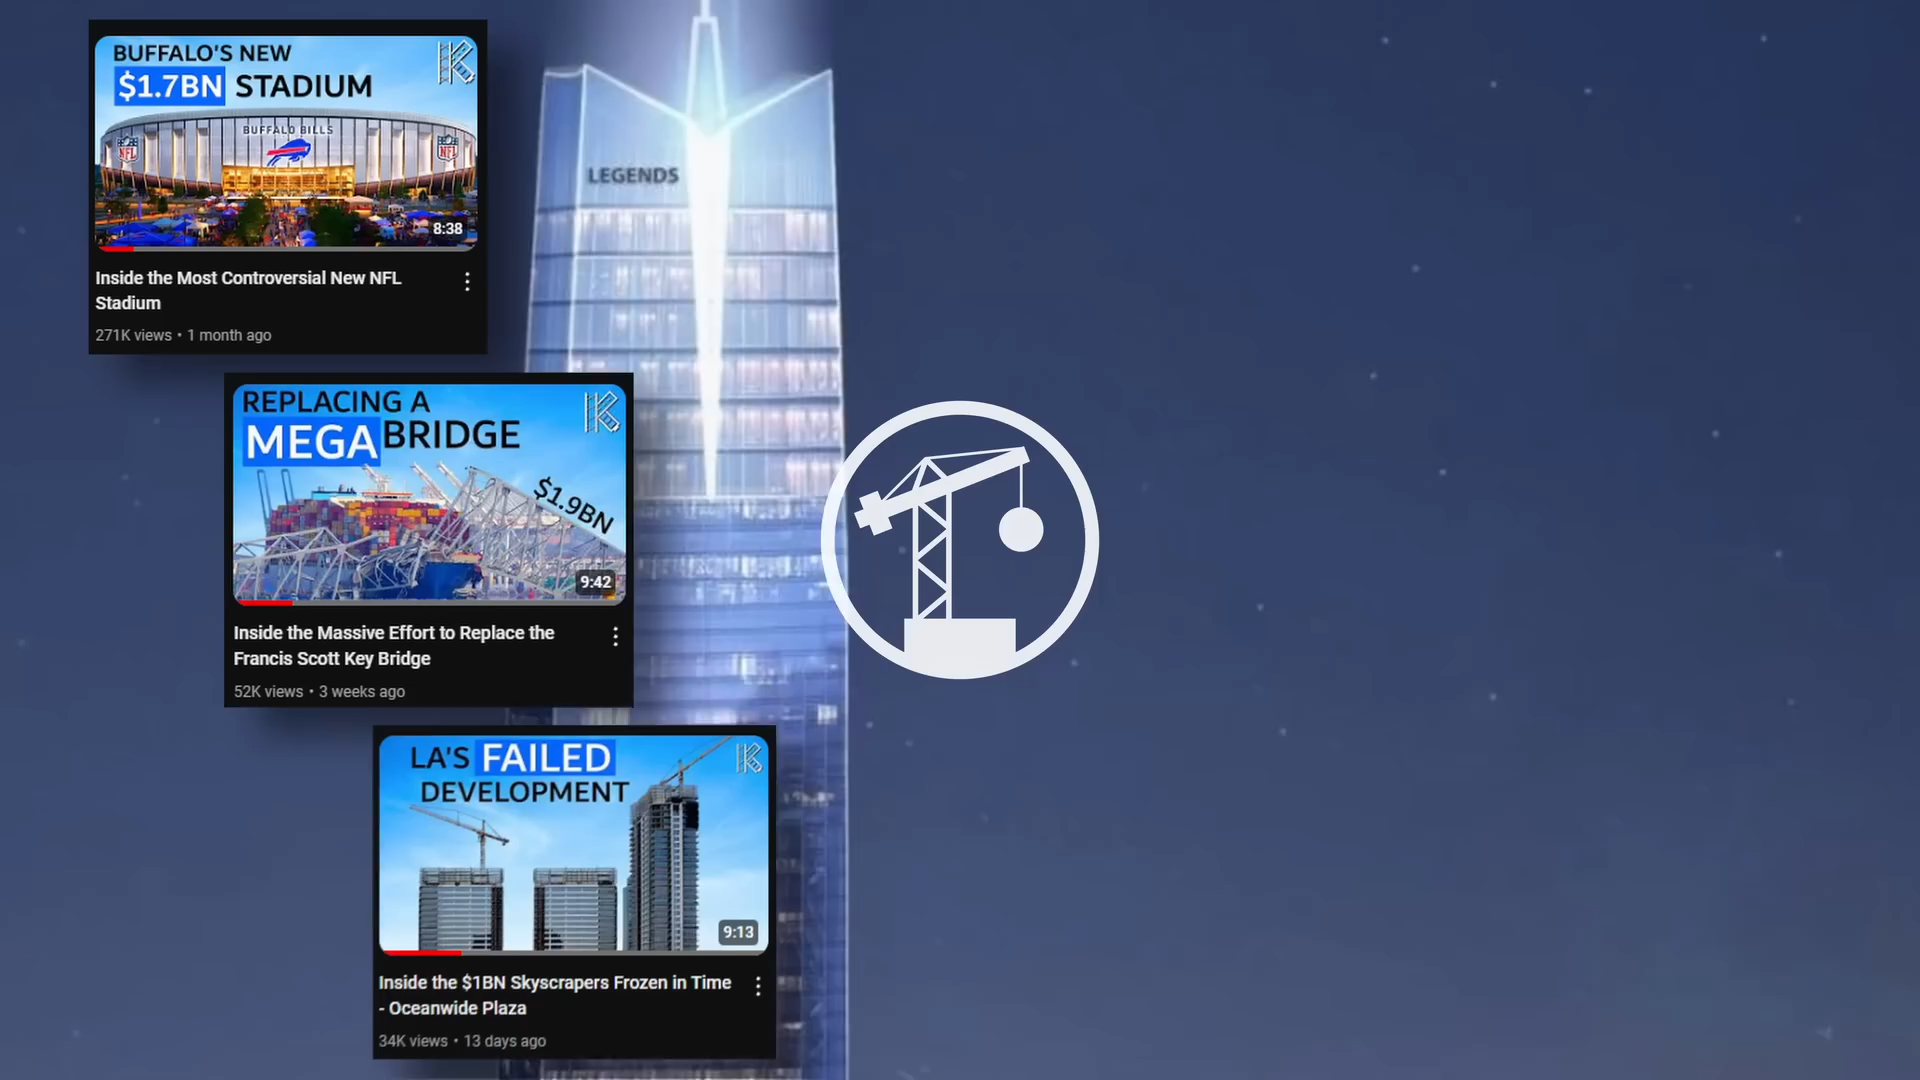 BUFFALO'S NEW
$1.7BN STADIUM
BUFFALO BILLS
NFL
NFL
8:38
Inside the Most Controversial New NFL
Stadium
271K views • 1 month ago
LEGENDS
REPLACING A
MEGA BRIDGE
$1.9BN
9:42
Inside the Massive Effort to Replace the
Francis Scott Key Bridge
52K views • 3 weeks ago
LA'S FAILED
DEVELOPMENT
9:13
Inside the $1BN Skyscrapers Frozen in Time
- Oceanwide Plaza
34K views • 13 days ago